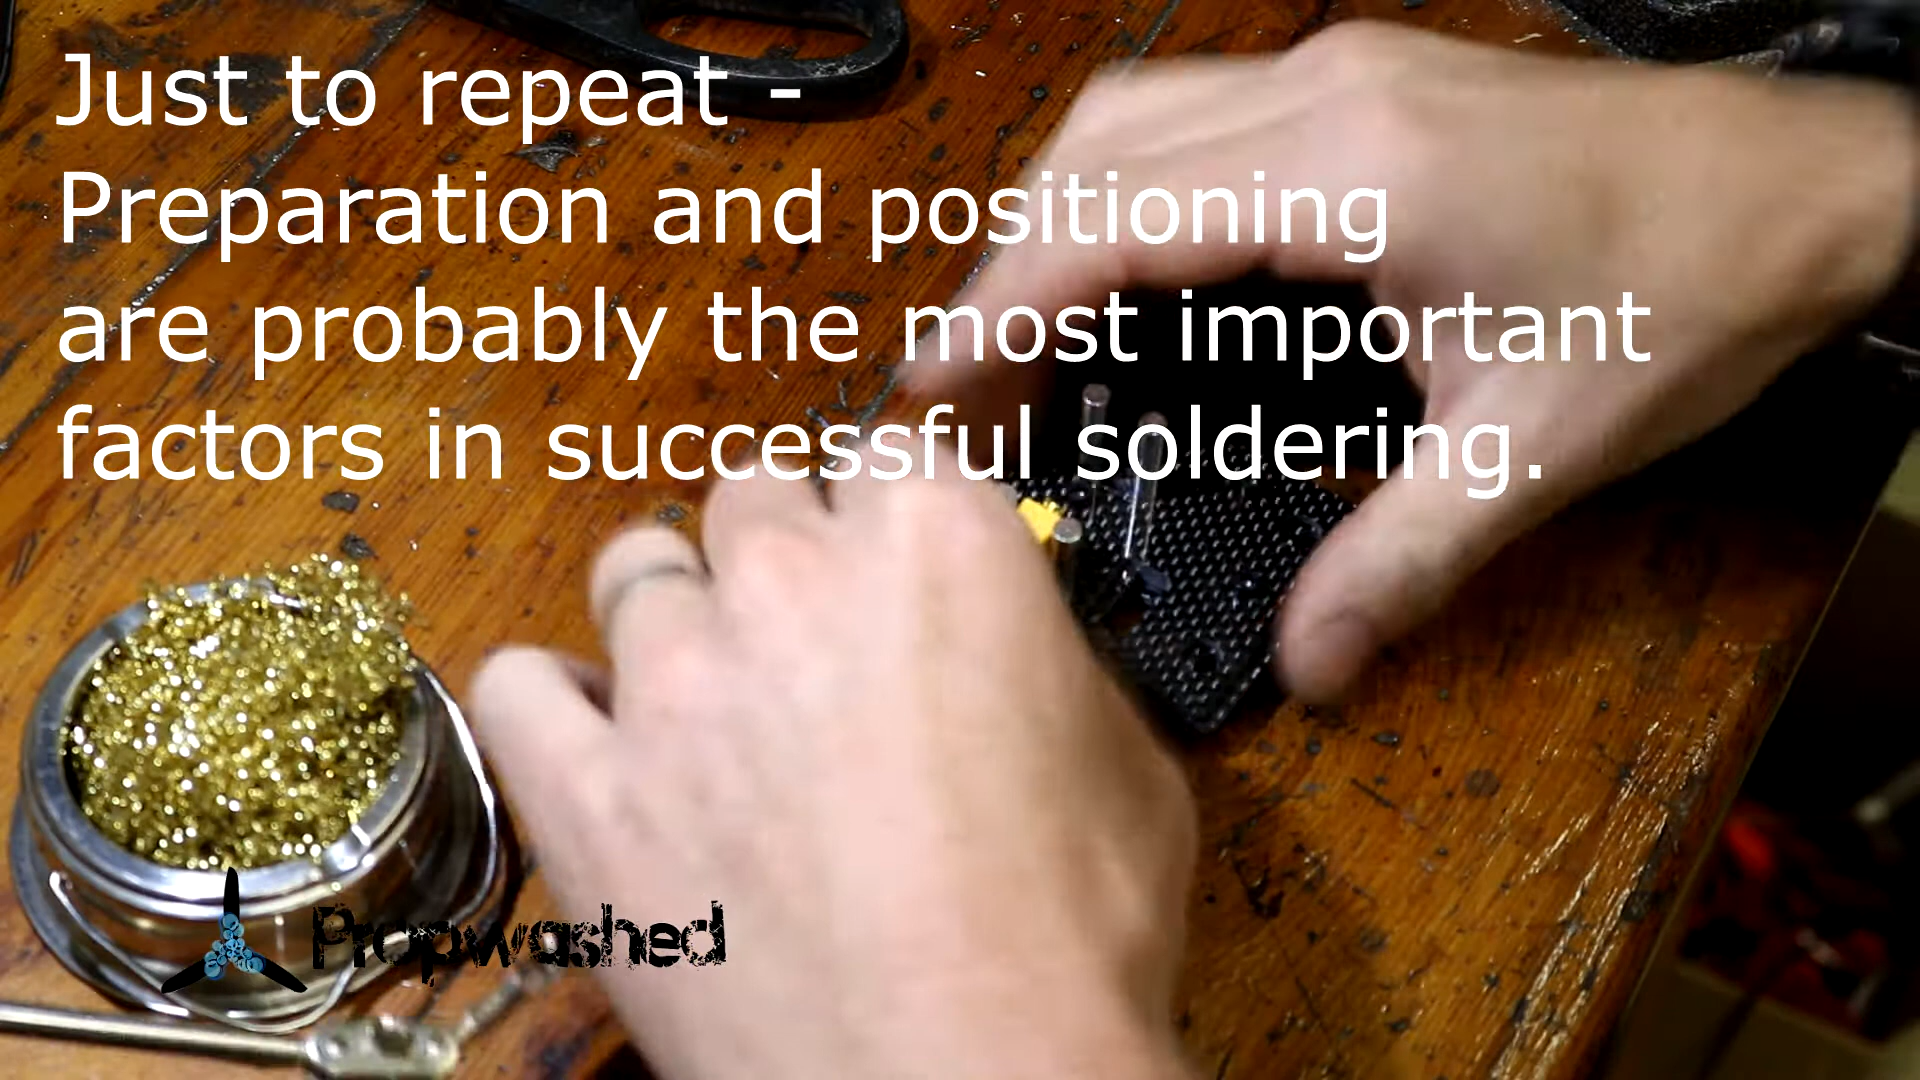 Just to repeat -
Preparation and positioning
are probably the most important
factors in successful soldering.
Propwashed